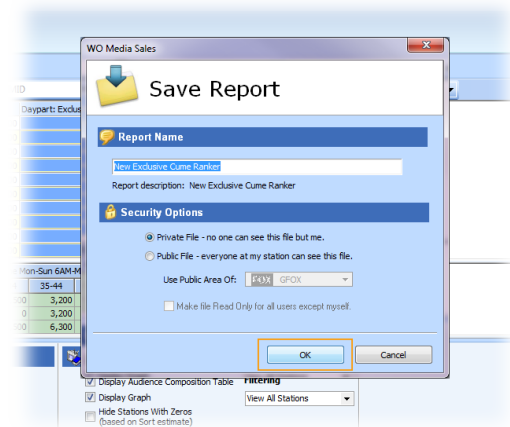 WO Media Sales
Save Report
Daypart: Exclus
Report Name
New Exclusive Cume Ranker
Report description: New Exclusive Cume Ranker
Security Options
Private File - no one can see this file but me.
Public File - everyone at my station can see this file.
Use Public Area Of: GFOX
Make file Read Only for all users except myself.
Mon-Sun 6AM-M
35-44
3,200
0 3,200
00 6,300
OK Cancel
Display Audience Composition Table Filtering
Display Graph View All Stations
Hide Stations With Zeros
(based on Sort estimate)